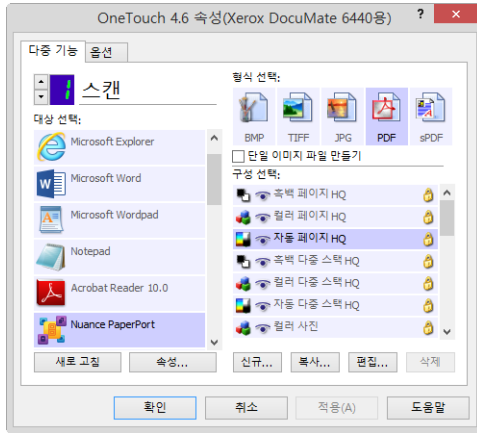 OneTouch 4.6 속성(Xerox DocuMate 6440용)
다중 기능
옵션
1 스캔
대상 선택:
Microsoft Explorer
Microsoft Word
Microsoft Wordpad
Notepad
Acrobat Reader 10.0
Nuance PaperPort
새로 고침
속성...
형식 선택:
BMP
TIFF
JPG
PDF
sPDF
단일 이미지 파일 만들기
구성 선택:
흑백 페이지 HQ
컬러 페이지 HQ
자동 페이지 HQ
흑백 다중 스택 HQ
컬러 다중 스택 HQ
자동 다중 스택 HQ
컬러 사진
신규...
복사...
편집...
삭제
확인
취소
적용(A)
도움말